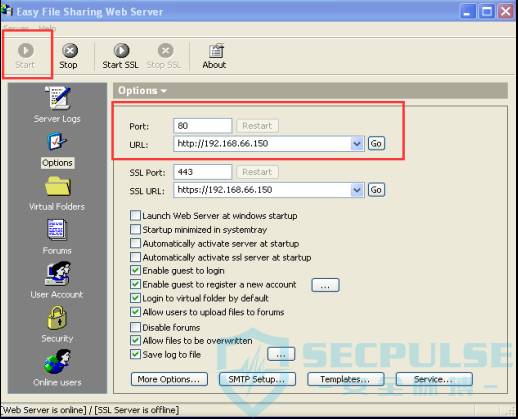 Easy File Sharing Web Server
Server Help
Start Stop Start SSL Stop SSL About
Server Logs
Options
Virtual Folders
Forums
User Account
Security
Online users
Options
Port: 80 Restart
URL: http://192.168.66.150 Go
SSL Port: 443 Restart
SSL URL: https://192.168.66.150 Go
Launch Web Server at windows startup
Startup minimized in systemtray
Automatically activate server at startup
Automatically activate ssl server at startup
Enable guest to login
Enable guest to register a new account ...
Login to virtual folder by default
Allow users to upload files to forums
Disable forums
Allow files to be overwritten
Save log to file ...
More Options... SMTP Setup... Templates... Service...
SECPULSE
[Web Server is online] / [SSL Server is offline]